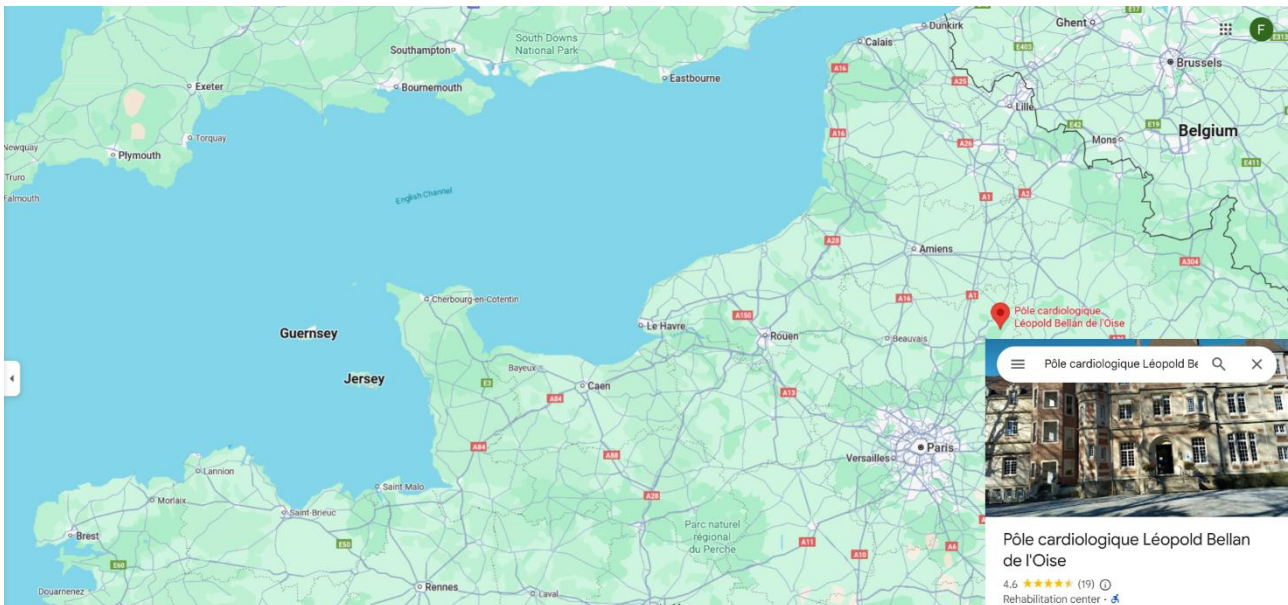 Southampton
South Downs
National Park
Dunkirk
Calais
Ghent
E17
E313
F
E403
Brussels
Exeter
Bournemouth
Eastbourne
A16
A25
Lille
E42
E19
Mons
Belgium
Torquay
Newquay
Plymouth
A16
A26
E411
Truro
Falmouth
English Channel
A1
A2
A28
Amiens
A304
Cherbourg-en-Cotentin
A16
A1
Guernsey
Le Havre
A150
Rouen
Beauvais
Pôle cardiologique
Léopold Bellan de l'Oise
Jersey
Bayeux
E3
Caen
A84
A13
Pôle cardiologique Léopold Be
A84
A88
Versailles
Paris
Lannion
Saint-Malo
Morlaix
Saint-Brieuc
A28
Brest
E50
Parc naturel
régional
du Perche
A11
A10
A6
E60
Douarnenez
Rennes
Laval
Pôle cardiologique Léopold Bellan
de l'Oise
4.6 ★★★★★ (19)
Rehabilitation center ·